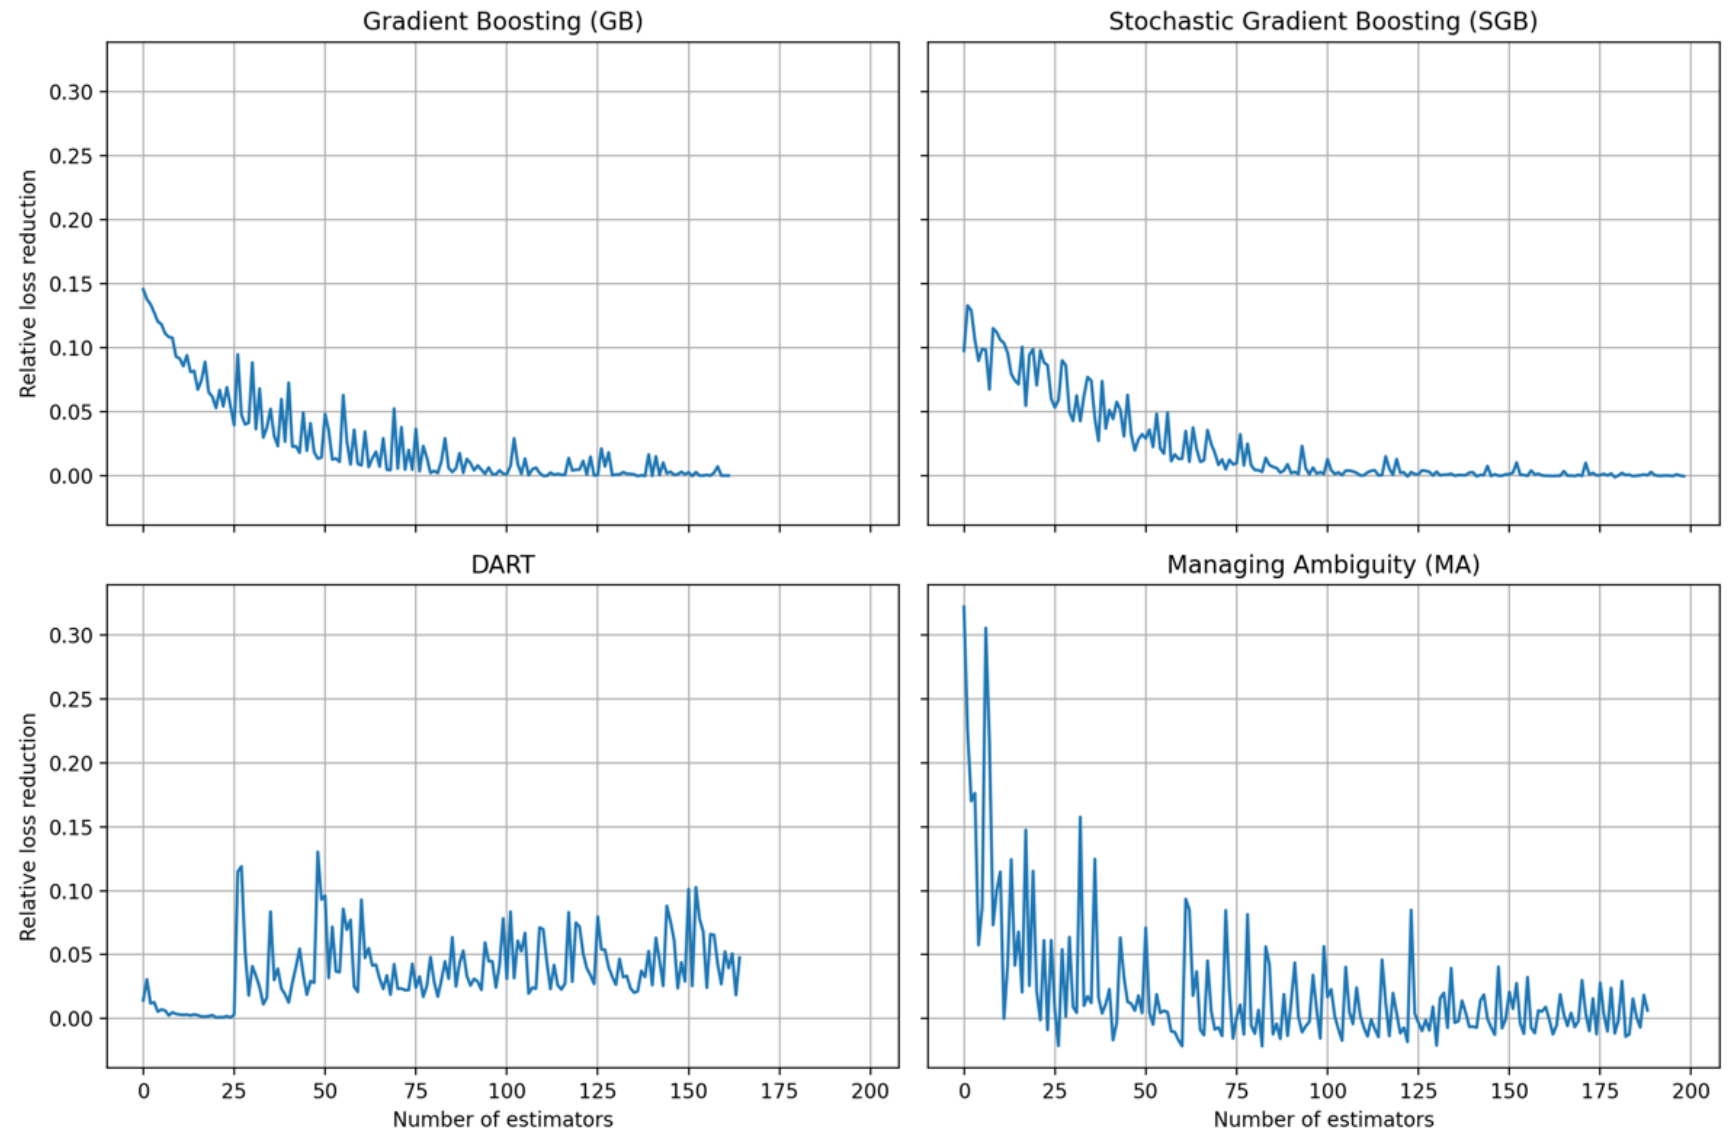 Gradient Boosting (GB)
Stochastic Gradient Boosting (SGB)
Relative loss reduction
0.30
0.25
0.20
0.15
0.10
0.05
0.00
DART
Managing Ambiguity (MA)
Relative loss reduction
0.30
0.25
0.20
0.15
0.10
0.05
0.00
0 25 50 75 100 125 150 175 200
Number of estimators
0 25 50 75 100 125 150 175 200
Number of estimators